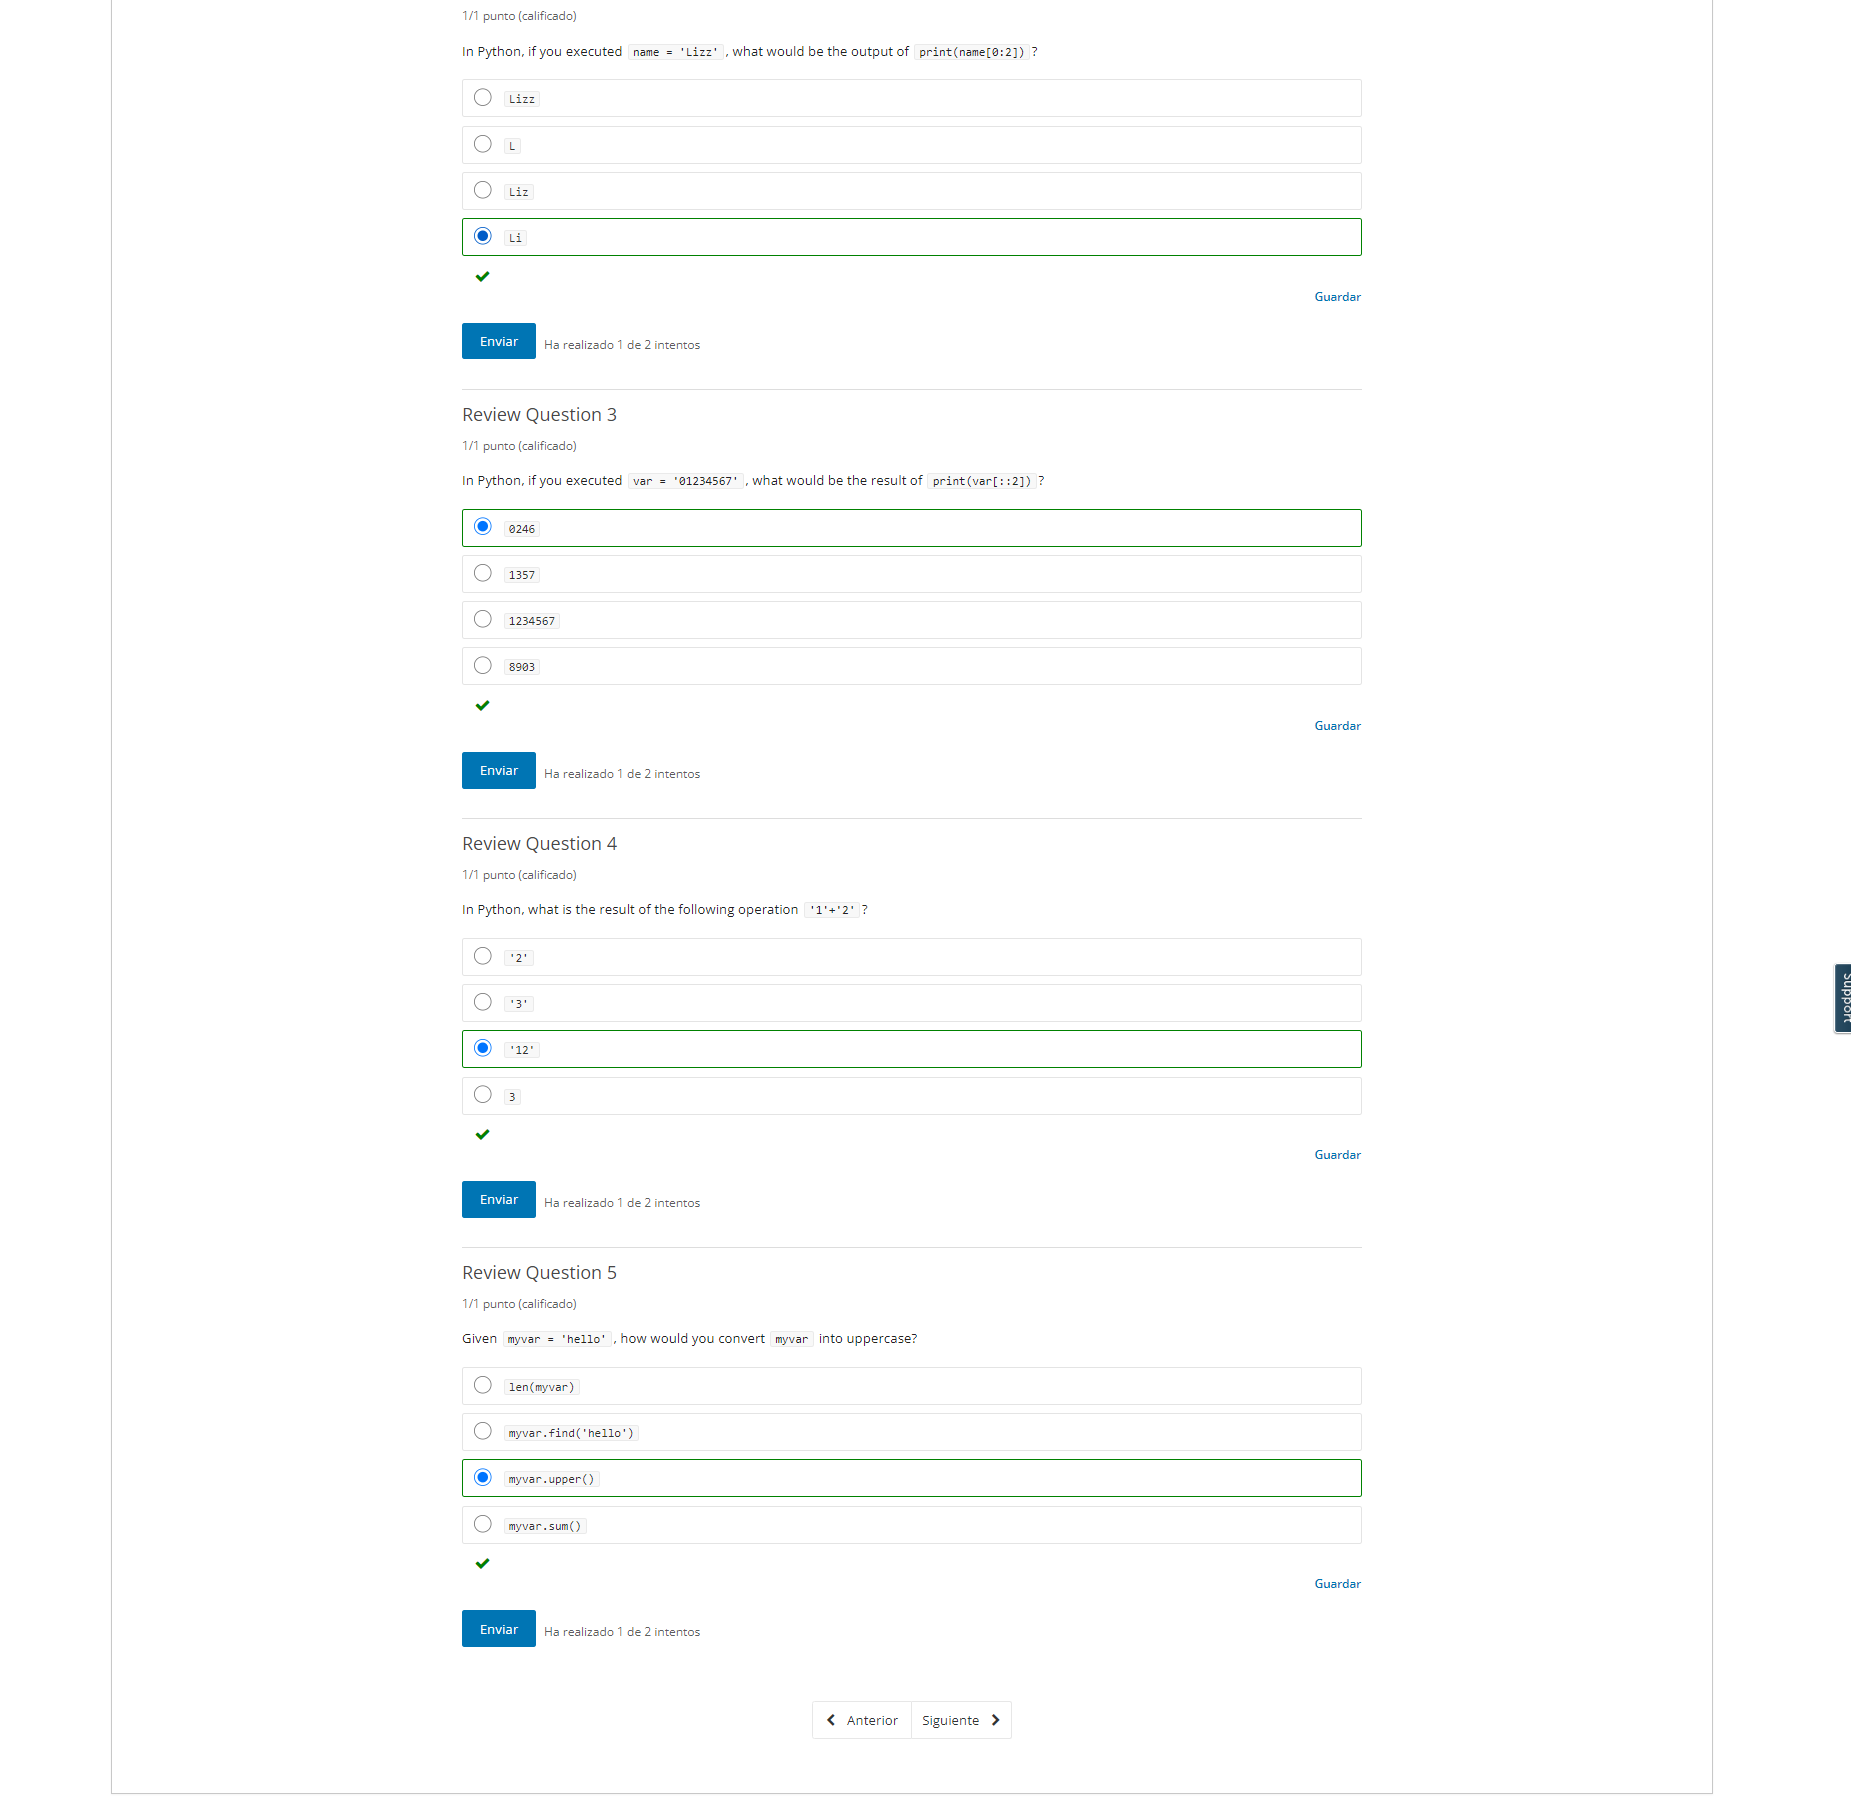 1/1 punto (calificado)
In Python, if you executed name = 'Lizz' , what would be the output of print(name[0:2]) ?
Lizz
L
Liz
Li
Guardar
Enviar Ha realizado 1 de 2 intentos
Review Question 3
1/1 punto (calificado)
In Python, if you executed var = '01234567' , what would be the result of print(var[::2]) ?
0246
1357
1234567
8903
Guardar
Enviar Ha realizado 1 de 2 intentos
Review Question 4
1/1 punto (calificado)
In Python, what is the result of the following operation '1'+'2' ?
'2'
'3'
'12'
3
Guardar
Enviar Ha realizado 1 de 2 intentos
Support
Review Question 5
1/1 punto (calificado)
Given myvar = 'hello' , how would you convert myvar into uppercase?
len(myvar)
myvar.find('hello')
myvar.upper()
myvar.sum()
Guardar
Enviar Ha realizado 1 de 2 intentos
Anterior Siguiente